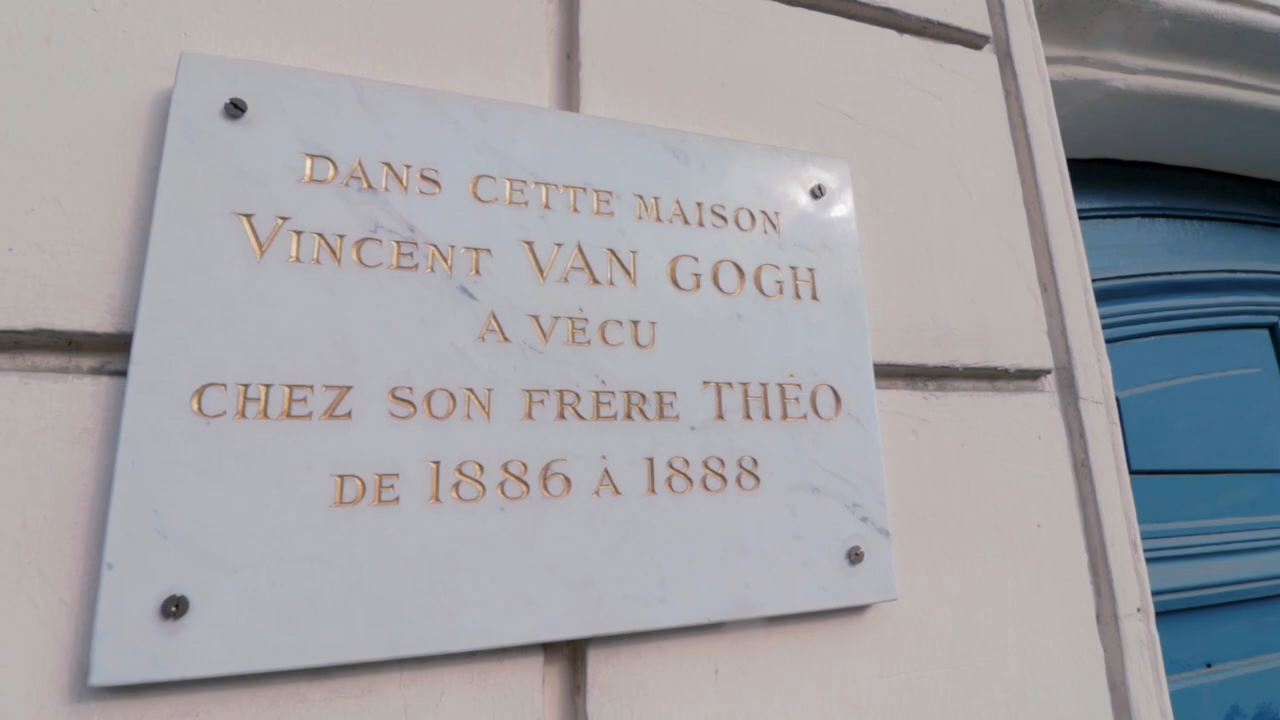 DANS CETTE MAISON
VINCENT VAN GOGH
A VÉCU
CHEZ SON FRÈRE THÉO
DE 1886 À 1888